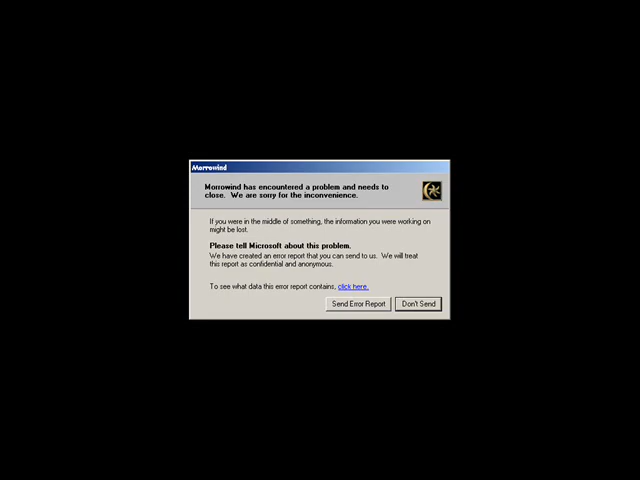 Morrowind
Morrowind has encountered a problem and needs to
close.  We are sorry for the inconvenience.
If you were in the middle of something, the information you were working on
might be lost.
Please tell Microsoft about this problem.
We have created an error report that you can send to us.  We will treat
this report as confidential and anonymous.
To see what data this error report contains, click here.
Send Error Report
Don't Send